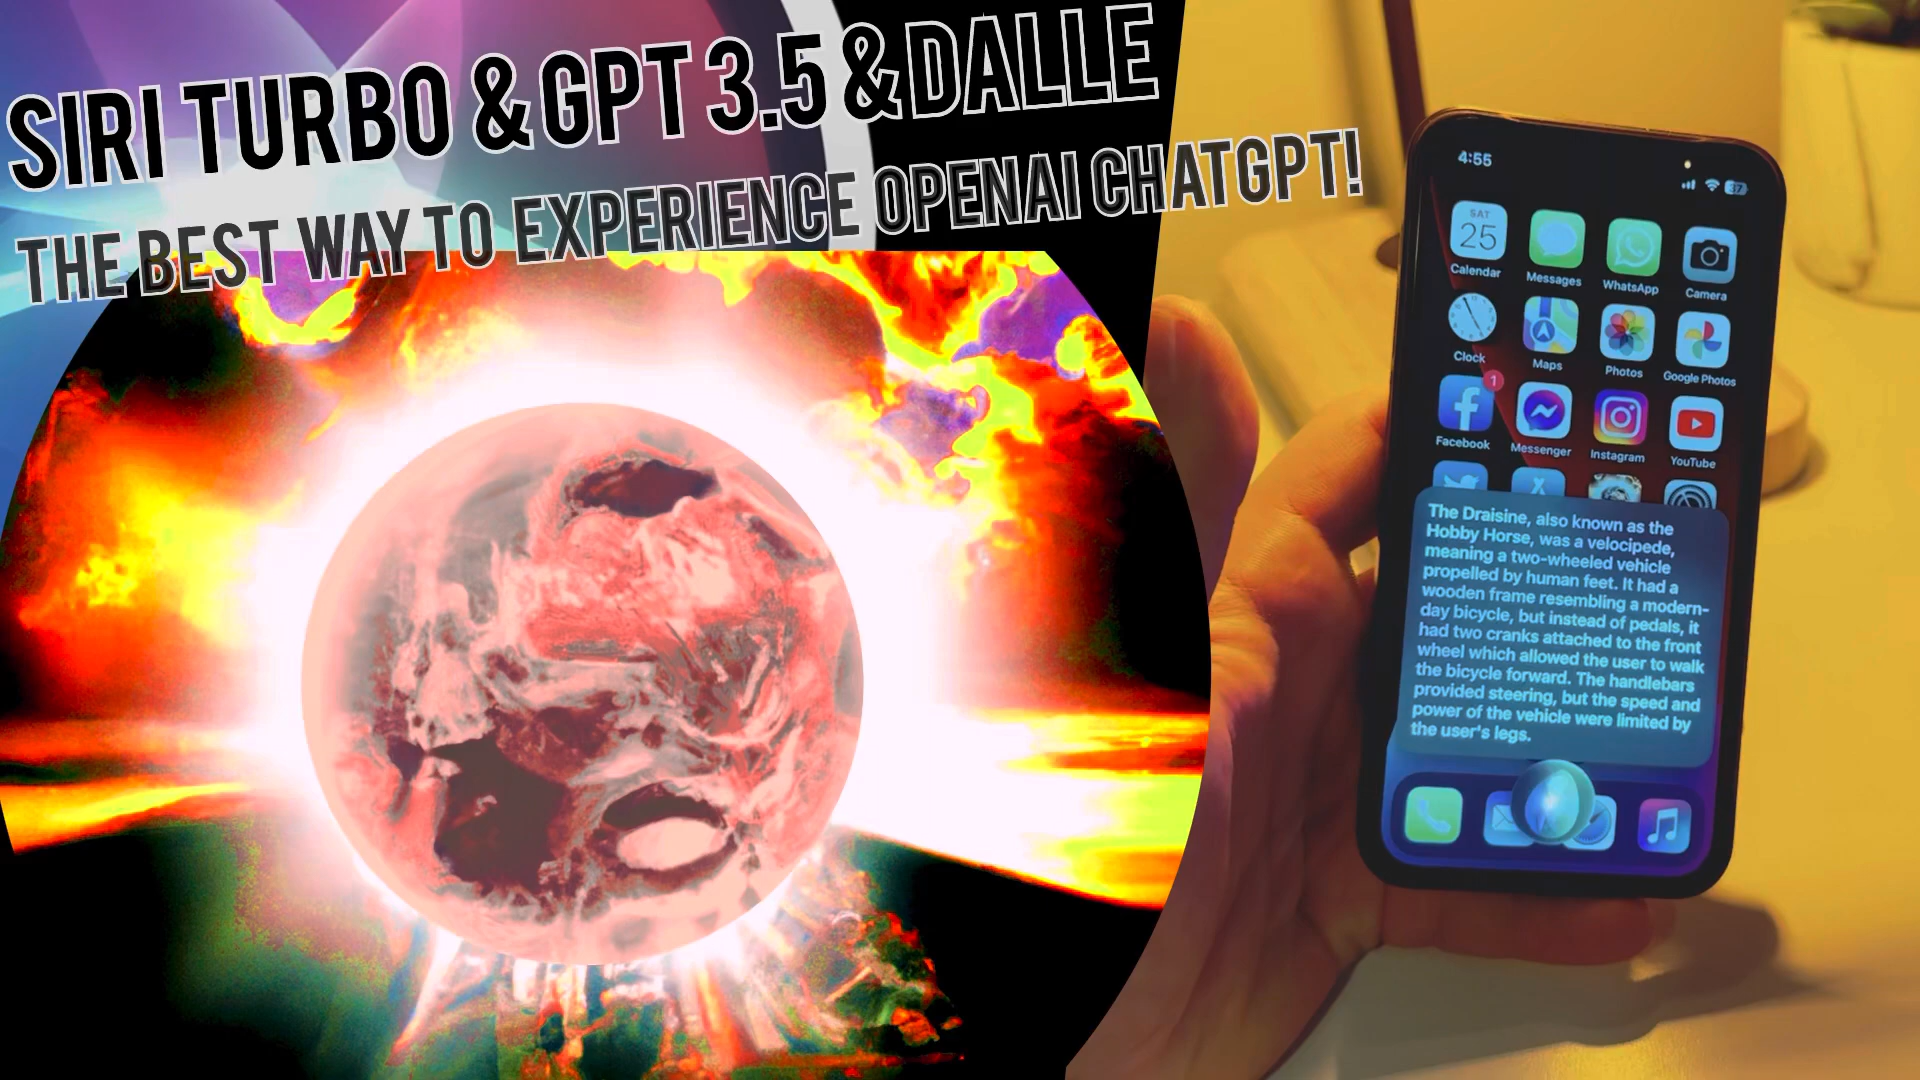 SIRI TURBO & GPT 3.5 & DALLE
THE BEST WAY TO EXPERIENCE OPENAI CHATGPT!
4:55
37
SAT
25
Calendar
Messages
WhatsApp
Camera
Clock
Maps
Photos
Google Photos
1
Facebook
Messenger
Instagram
YouTube
The Draisine, also known as the
Hobby Horse, was a velocipede,
meaning a two-wheeled vehicle
propelled by human feet. It had a
wooden frame resembling a modern-
day bicycle, but instead of pedals, it
had two cranks attached to the front
wheel which allowed the user to walk
the bicycle forward. The handlebars
provided steering, but the speed and
power of the vehicle were limited by
the user's legs.